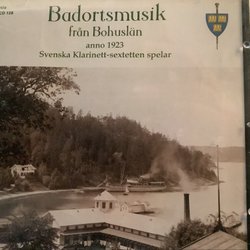 Badortsmusik
från Bohuslän
anno 1923
Svenska Klarinett-sextetten spelar